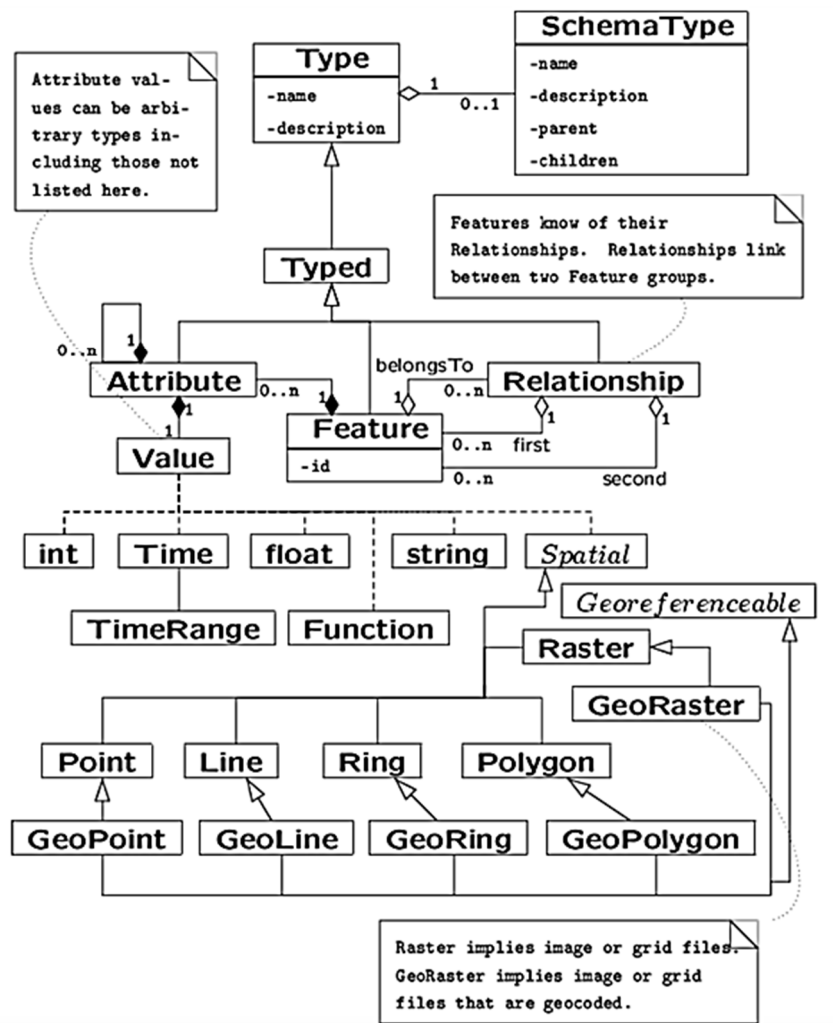 SchemaType
-name
-description
-parent
-children
Type
-name
-description
1
0..1
Attribute val-
ues can be arbi-
trary types in-
cluding those not
listed here.
Features know of their
Relationships. Relationships link
between two Feature groups.
Typed
0..n
1
Attribute
0..n
1
belongsTo
1
0..n
Relationship
1
1
Feature
-id
0..n
first
0..n
second
1
1
Value
int
Time
float
string
Spatial
TimeRange
Function
Georeferenceable
Raster
GeoRaster
Point
Line
Ring
Polygon
GeoPoint
GeoLine
GeoRing
GeoPolygon
Raster implies image or grid files.
GeoRaster implies image or grid
files that are geocoded.